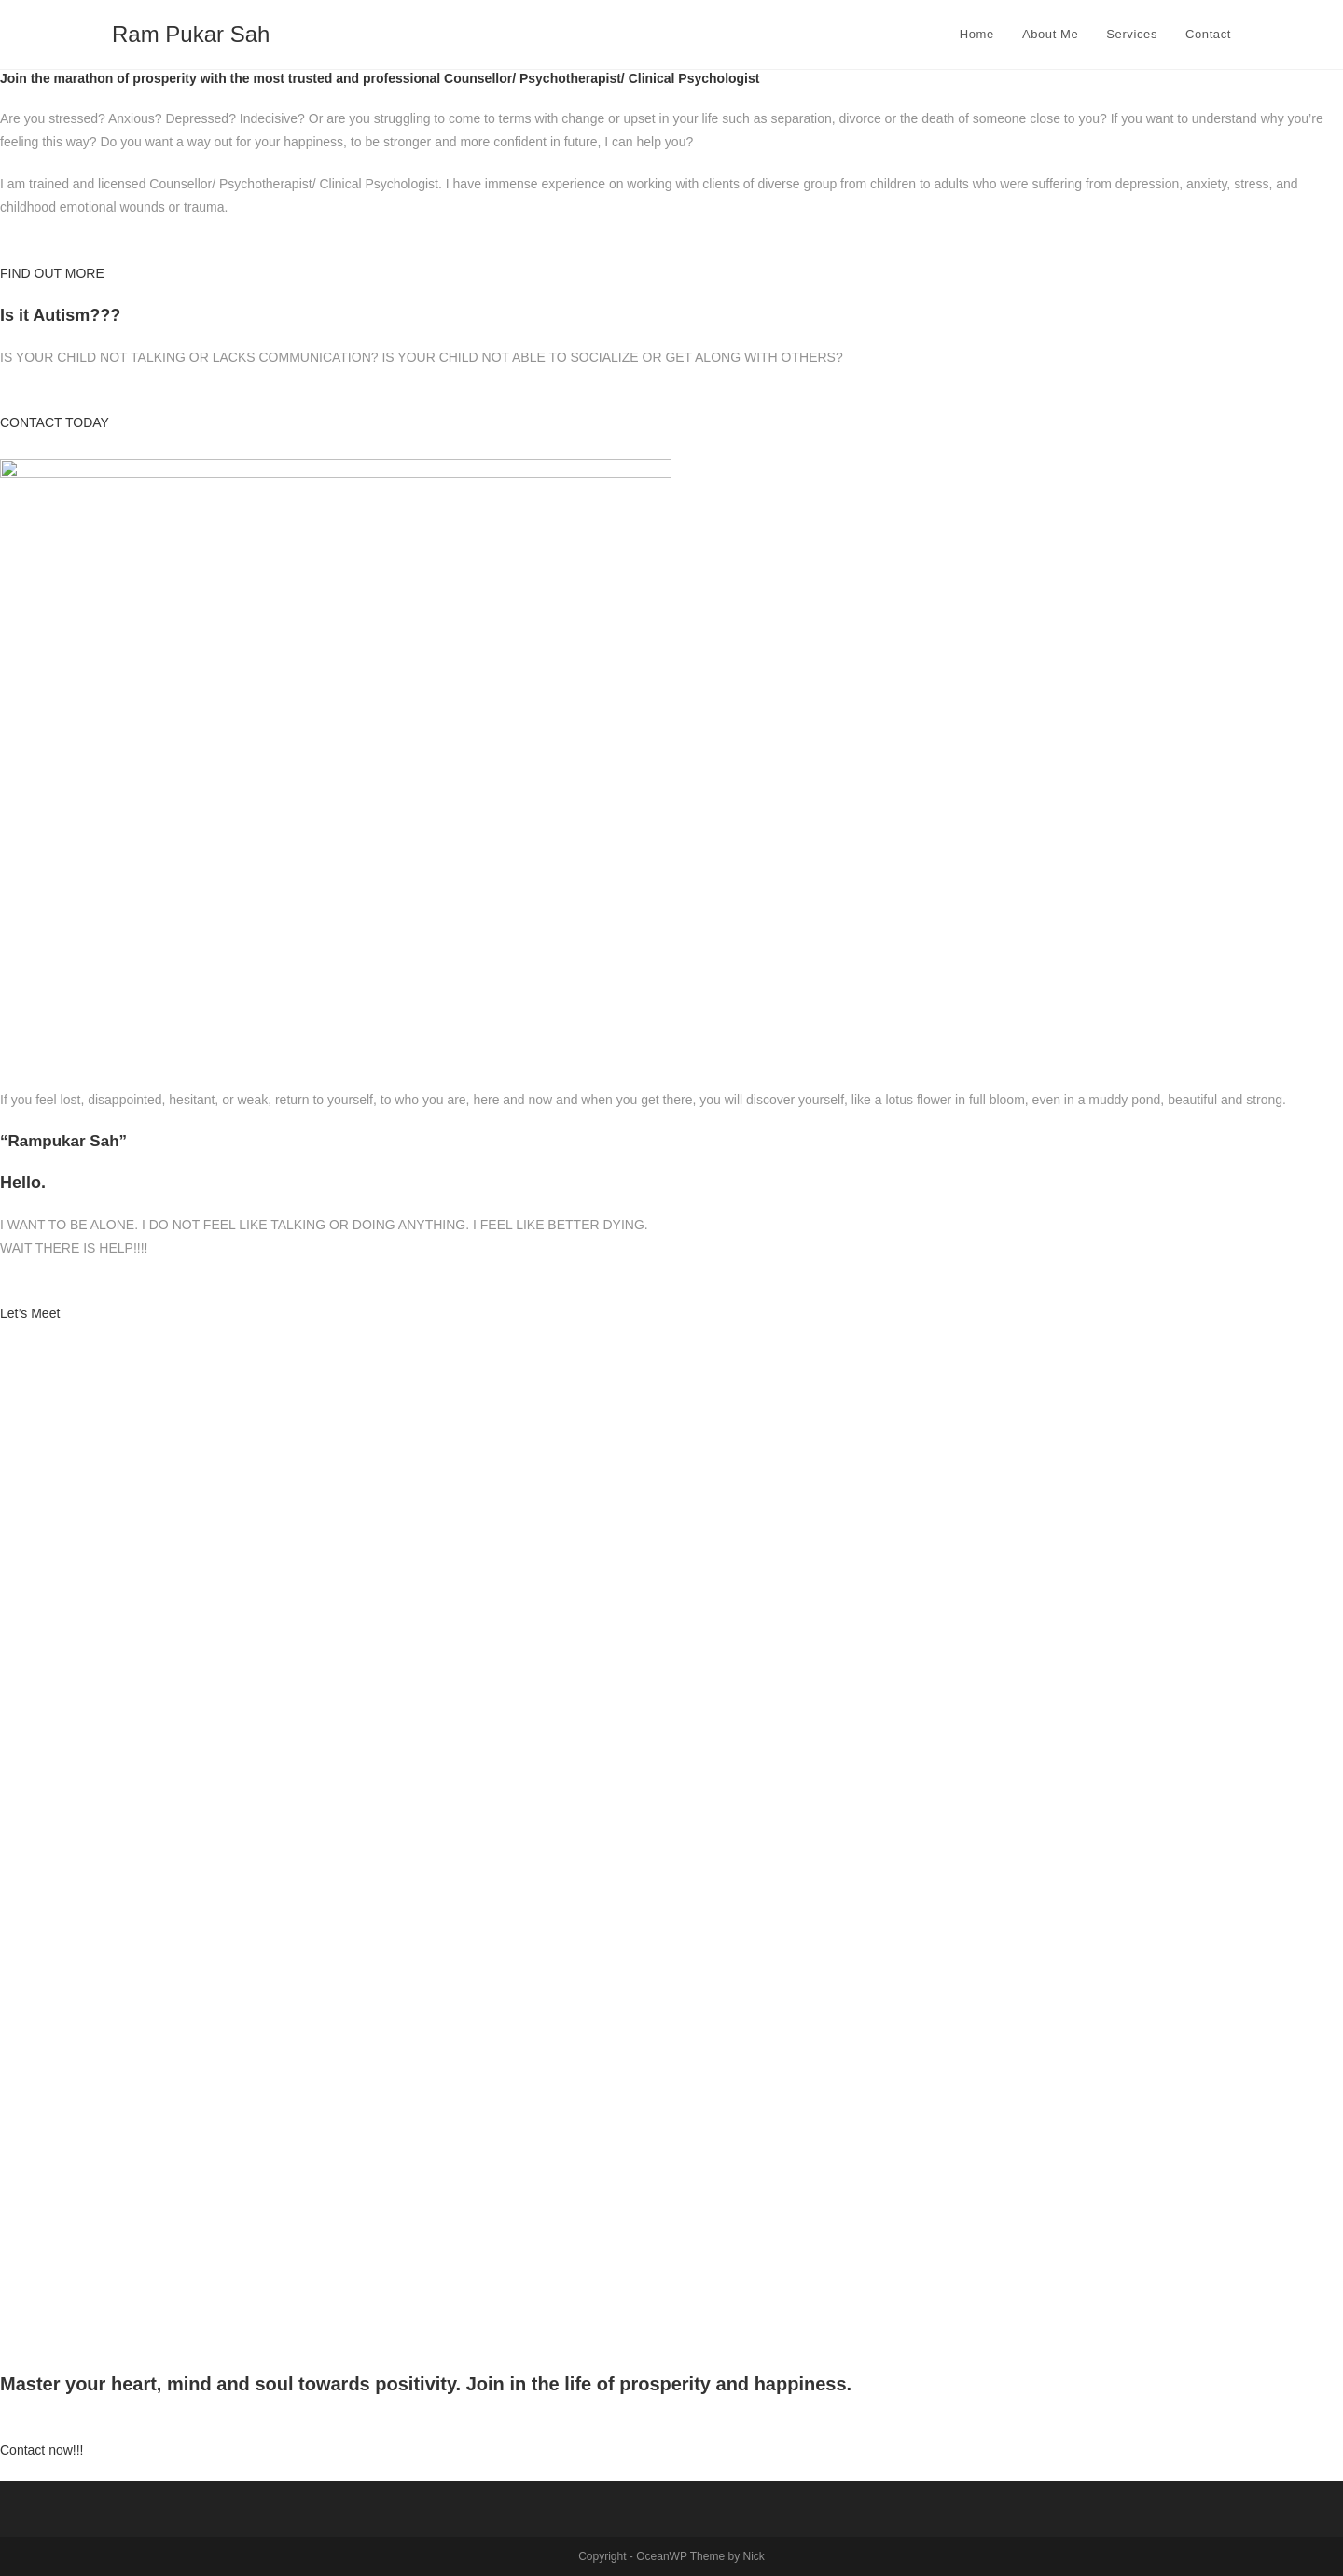 Ram Pukar Sah
Home About Me Services Contact
Join the marathon of prosperity with the most trusted and professional Counsellor/ Psychotherapist/ Clinical Psychologist
Are you stressed? Anxious? Depressed? Indecisive? Or are you struggling to come to terms with change or upset in your life such as separation, divorce or the death of someone close to you? If you want to understand why you’re
feeling this way? Do you want a way out for your happiness, to be stronger and more confident in future, I can help you?
I am trained and licensed Counsellor/ Psychotherapist/ Clinical Psychologist. I have immense experience on working with clients of diverse group from children to adults who were suffering from depression, anxiety, stress, and
childhood emotional wounds or trauma.
FIND OUT MORE
Is it Autism???
IS YOUR CHILD NOT TALKING OR LACKS COMMUNICATION? IS YOUR CHILD NOT ABLE TO SOCIALIZE OR GET ALONG WITH OTHERS?
CONTACT TODAY
If you feel lost, disappointed, hesitant, or weak, return to yourself, to who you are, here and now and when you get there, you will discover yourself, like a lotus flower in full bloom, even in a muddy pond, beautiful and strong.
“Rampukar Sah”
Hello.
I WANT TO BE ALONE. I DO NOT FEEL LIKE TALKING OR DOING ANYTHING. I FEEL LIKE BETTER DYING.
WAIT THERE IS HELP!!!!
Let’s Meet
Master your heart, mind and soul towards positivity. Join in the life of prosperity and happiness.
Contact now!!!
Copyright - OceanWP Theme by Nick